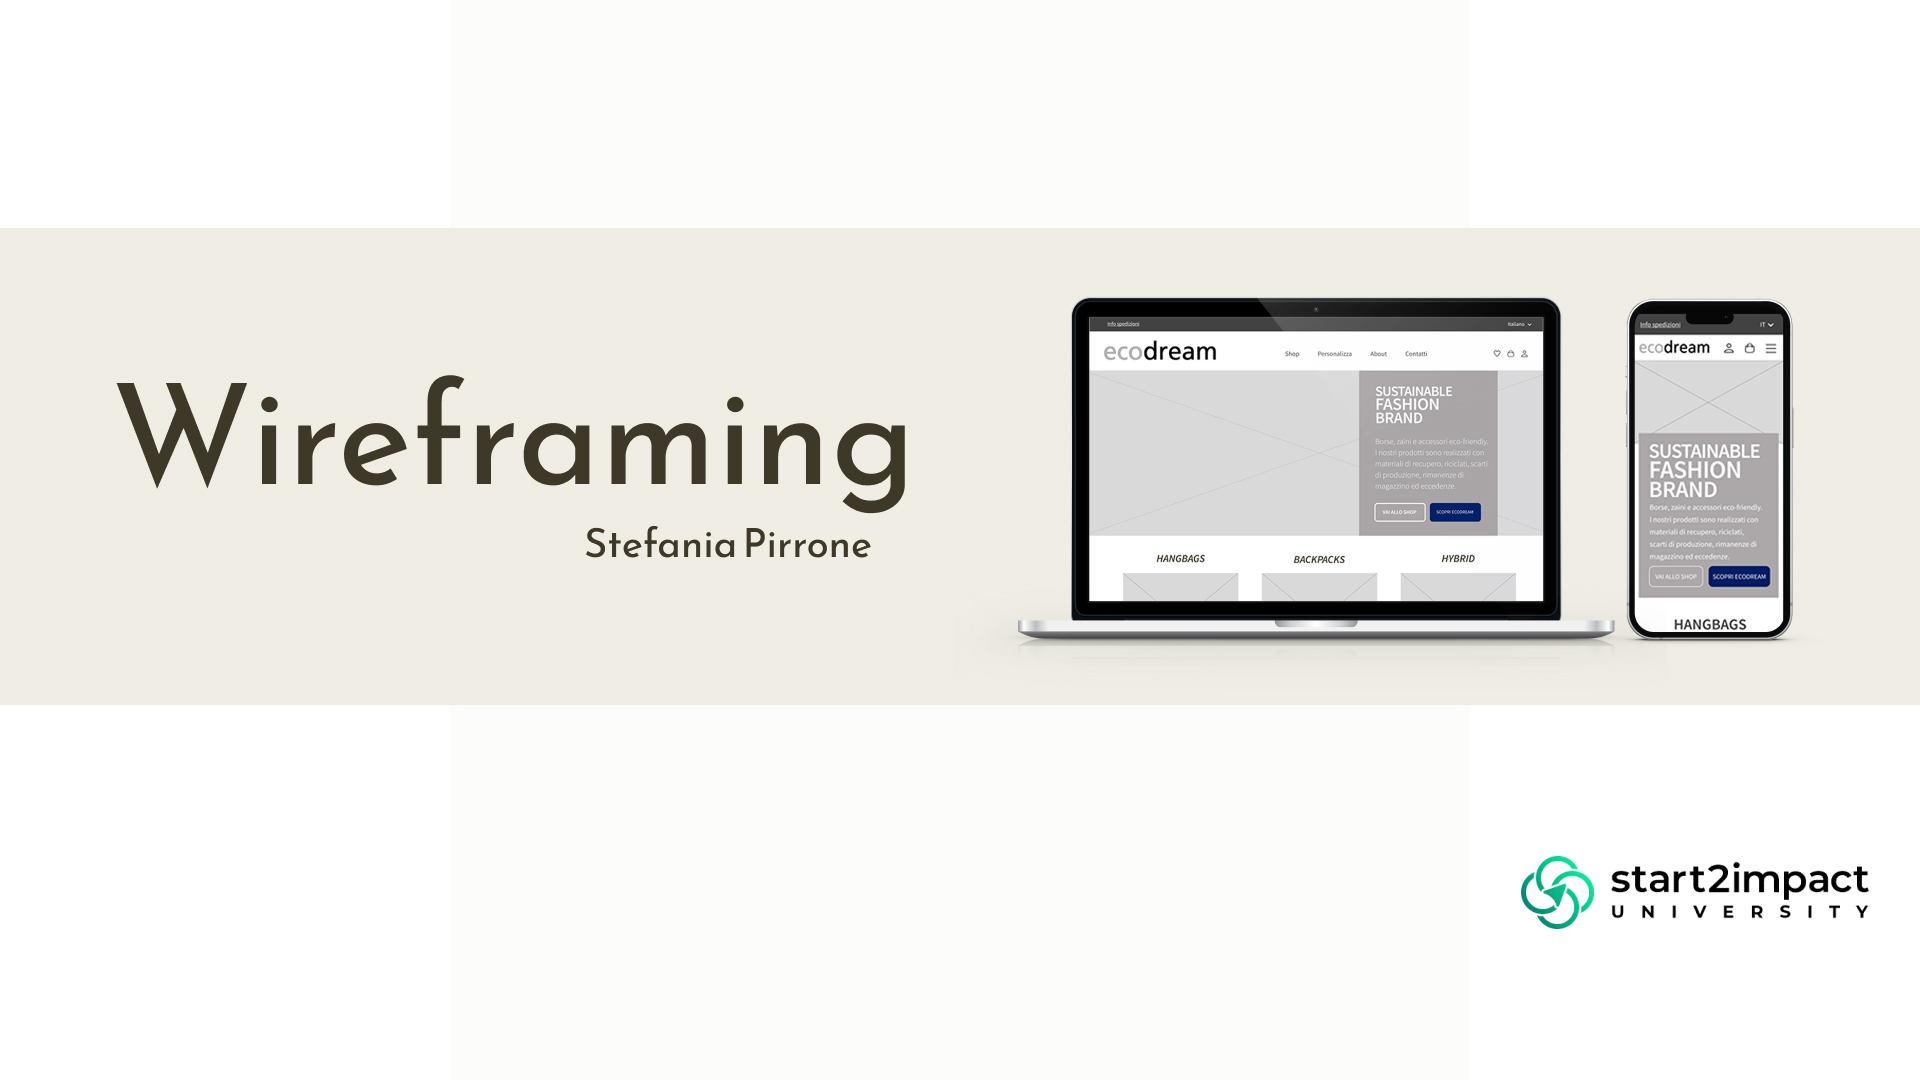 Wireframing
Stefania Pirrone
Info spedizioni
Italiano
ecodream
Shop
Personalizza
About
Contatti
SUSTAINABLE
FASHION
BRAND
Borse, zaini e accessori eco-friendly.
I nostri prodotti sono realizzati con
materiali di recupero, riciclati, scarti
di produzione, rimanenze di
magazzino ed eccedenze.
VAI ALLO SHOP
SCOPRI ECODREAM
HANGBAGS
BACKPACKS
HYBRID
Info spedizioni
IT
ecodream
SUSTAINABLE
FASHION
BRAND
Borse, zaini e accessori eco-friendly.
I nostri prodotti sono realizzati con
materiali di recupero, riciclati,
scarti di produzione, rimanenze di
magazzino ed eccedenze.
VAI ALLO SHOP
SCOPRI ECODREAM
HANGBAGS
start2impact
UNIVERSITY